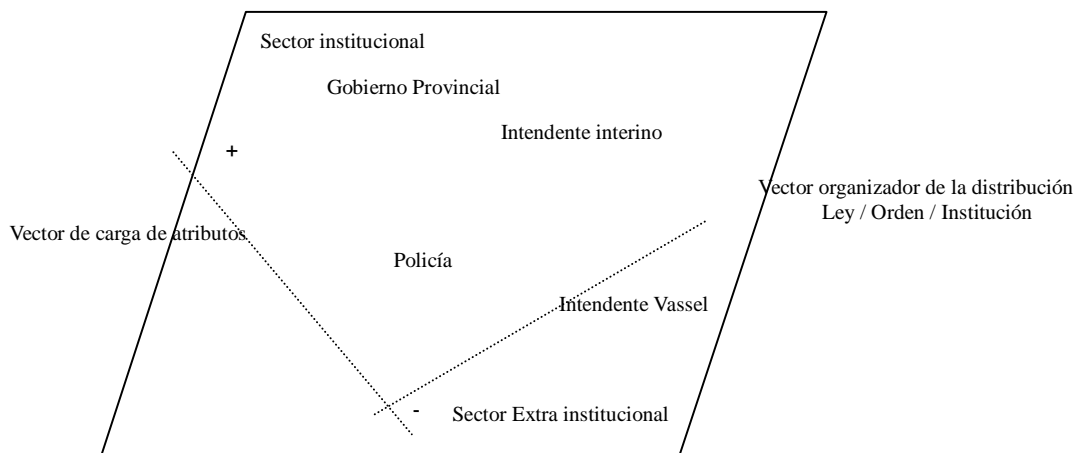 Sector institucional
Gobierno Provincial
Intendente interino
+
Vector organizador de la distribución
Ley / Orden / Institución
Vector de carga de atributos
Policía
Intendente Vassel
-
Sector Extra institucional